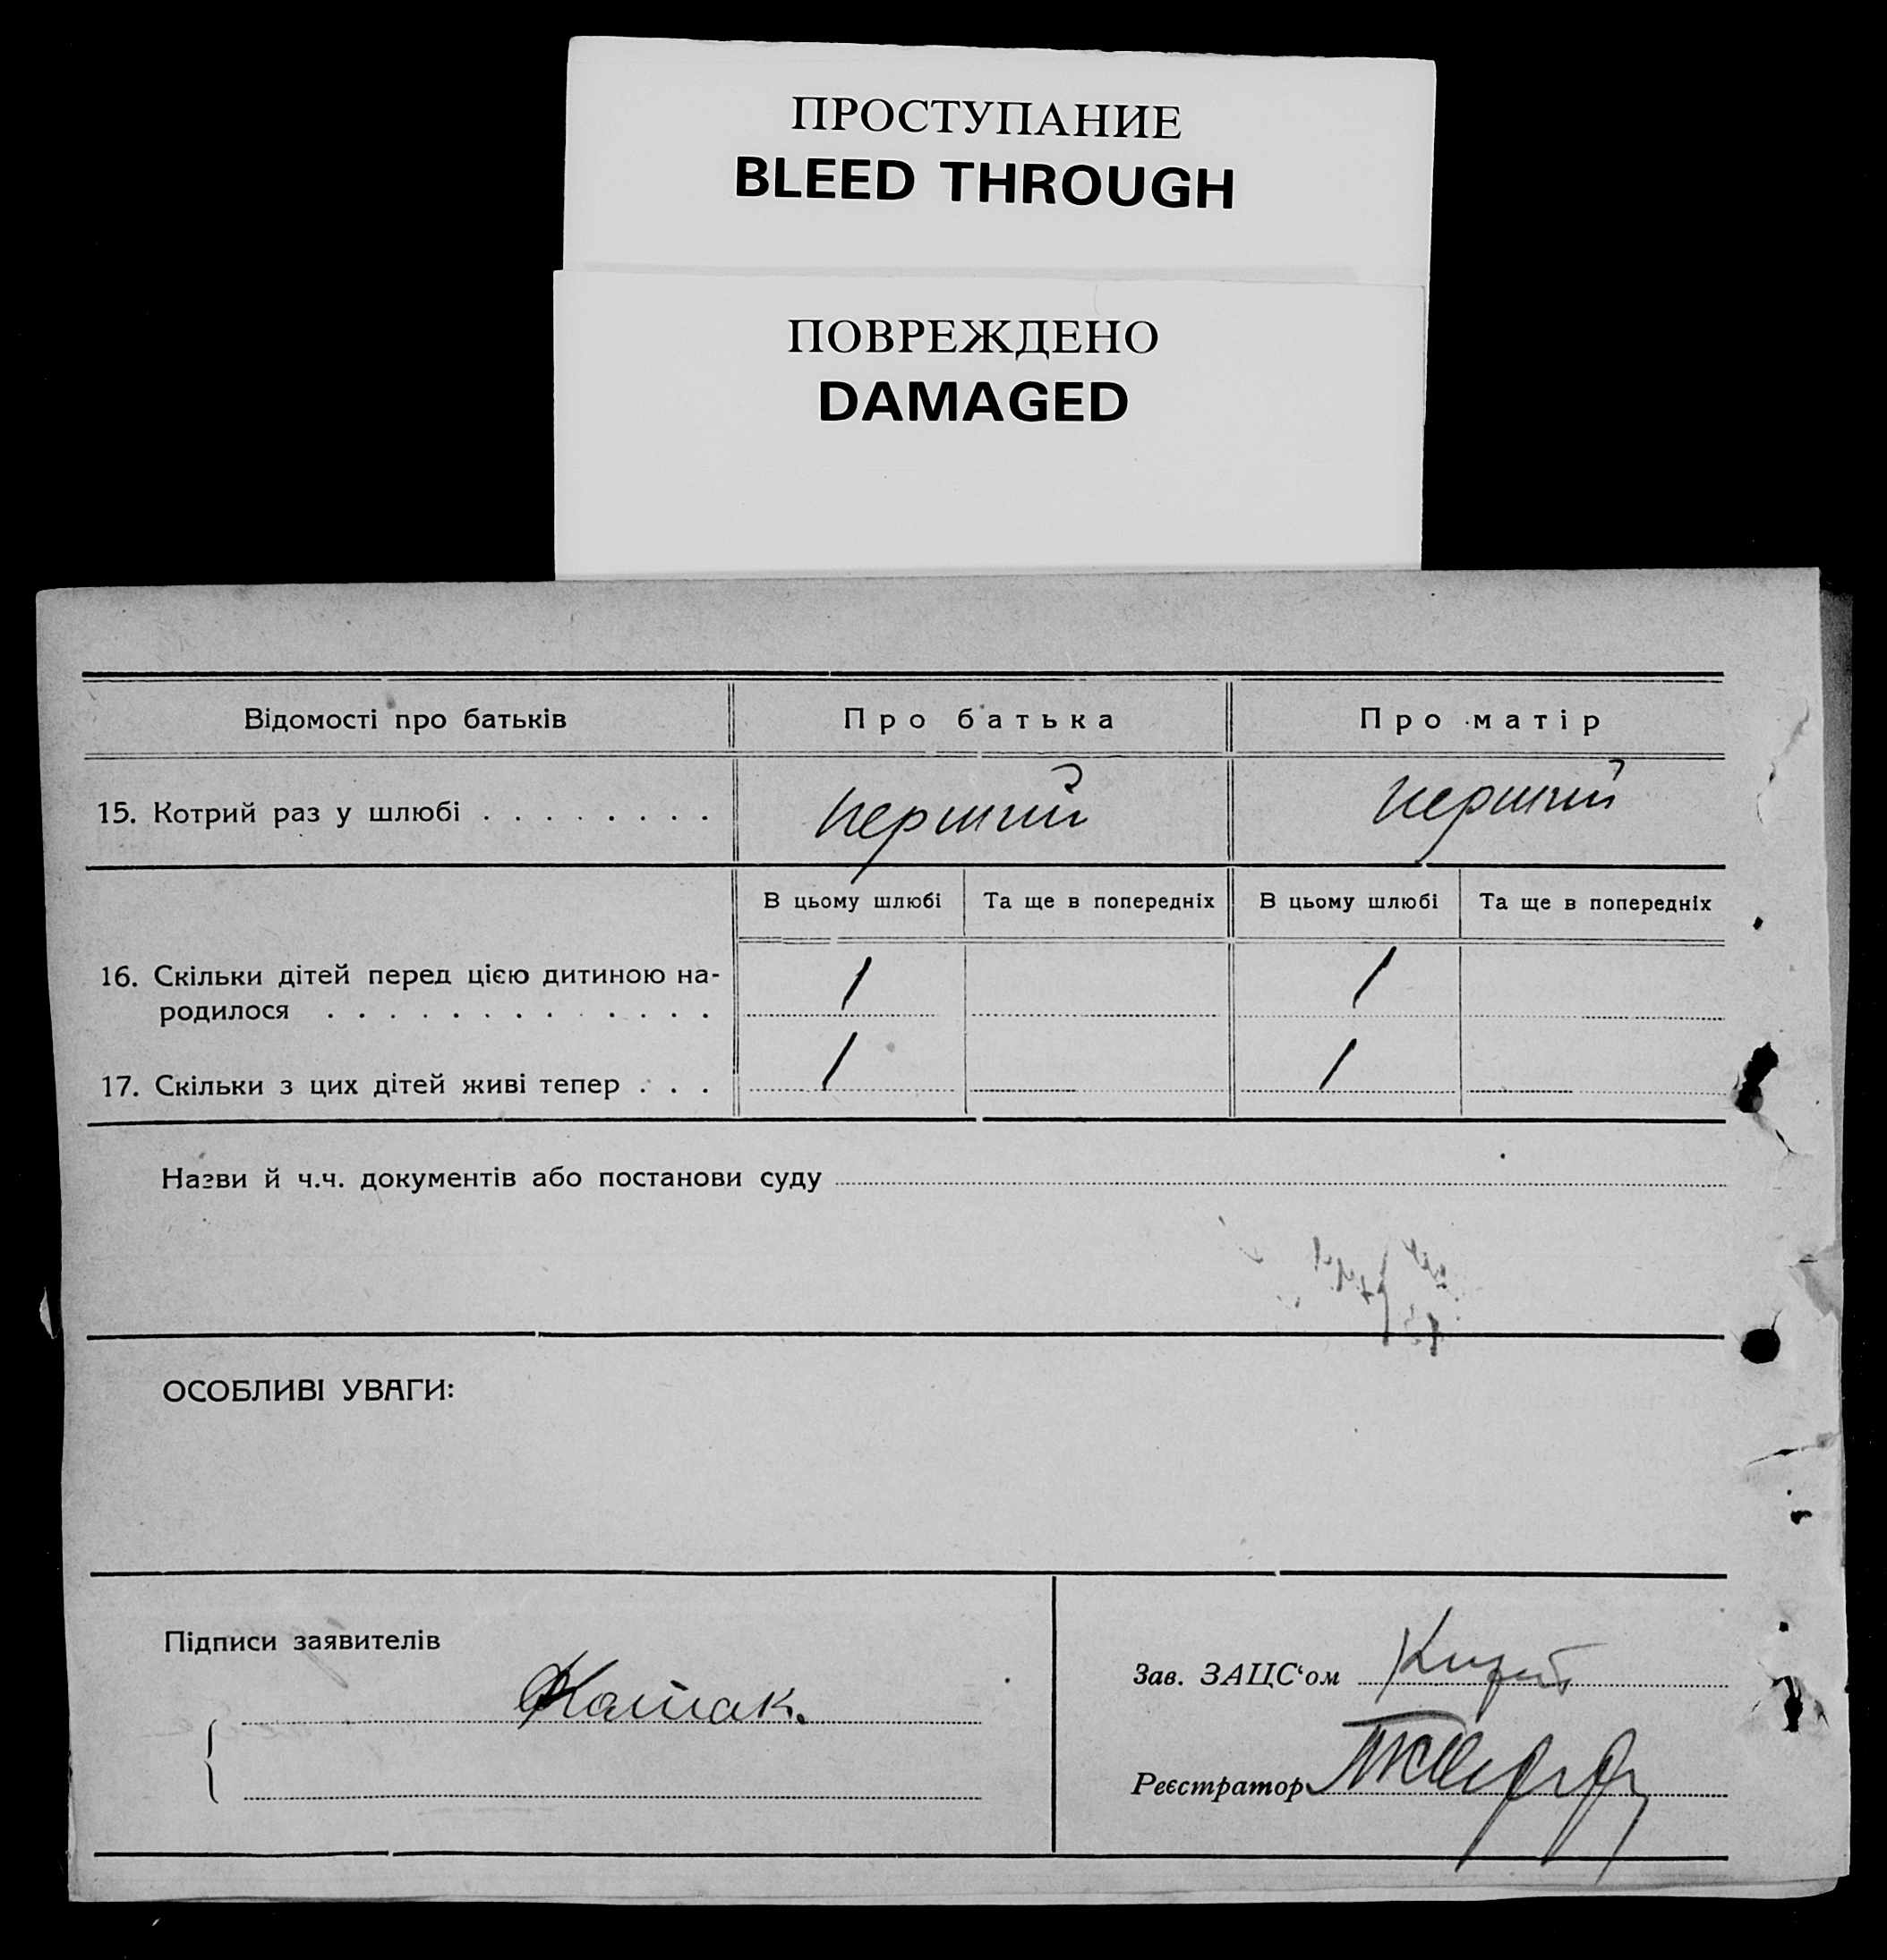 ПРОСТУПАНИЕ
BLEED THROUGH
ПОВРЕЖДЕНО
DAMAGED
Відомості про батьків Про батька Про матір
15. Котрий раз у шлюбі . . . . . . . . перший перший
В цьому шлюбі Та ще в попередніх В цьому шлюбі Та ще в попередніх
16. Скільки дітей перед цією дитиною на-
родилося . . . . . . . . . . . . . 1 1
17. Скільки з цих дітей живі тепер . . . 1 1
Назви й ч.ч. документів або постанови суду
ОСОБЛИВІ УВАГИ:
Підписи заявителів
Зав. ЗАЦС‘ом
Реєстратор